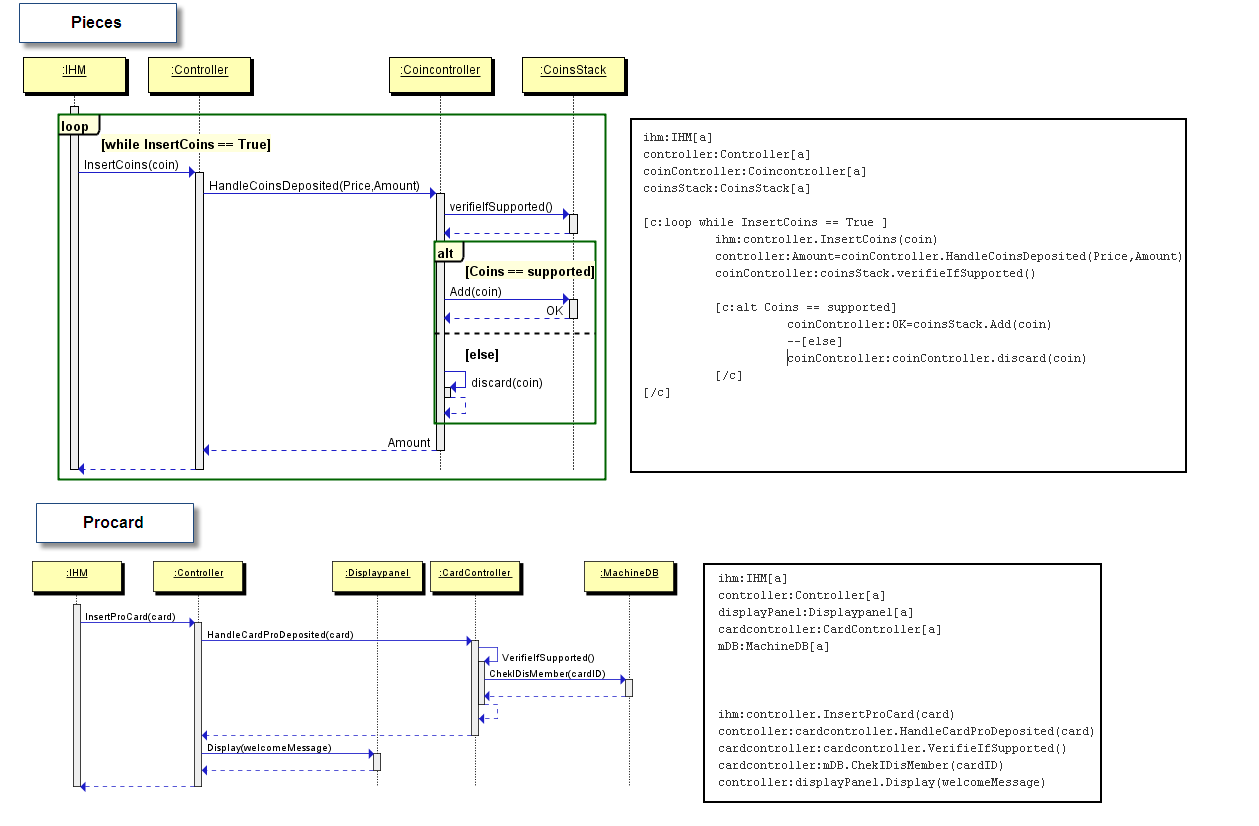 Pieces
:IHM
:Controller
:Coincontroller
:CoinsStack
loop
[while InsertCoins == True]
InsertCoins(coin)
HandleCoinsDeposited(Price,Amount)
verifieIfSupported()
alt
[Coins == supported]
Add(coin)
OK
[else]
discard(coin)
Amount
ihm:IHM[a]
controller:Controller[a]
coinController:Coincontroller[a]
coinsStack:CoinsStack[a]
[c:loop while InsertCoins == True ]
ihm:controller.InsertCoins(coin)
controller:Amount=coinController.HandleCoinsDeposited(Price,Amount)
coinController:coinsStack.verifieIfSupported()
[c:alt Coins == supported]
coinController:OK=coinsStack.Add(coin)
--[else]
coinController:coinController.discard(coin)
[/c]
[/c]
Procard
:IHM
:Controller
:Displaypanel
:CardController
:MachineDB
InsertProCard(card)
HandleCardProDeposited(card)
VerifieIfSupported()
ChekIDisMember(cardID)
Display(welcomeMessage)
ihm:IHM[a]
controller:Controller[a]
displayPanel:Displaypanel[a]
cardcontroller:CardController[a]
mDB:MachineDB[a]
ihm:controller.InsertProCard(card)
controller:cardcontroller.HandleCardProDeposited(card)
cardcontroller:cardcontroller.VerifieIfSupported()
cardcontroller:mDB.ChekIDisMember(cardID)
controller:displayPanel.Display(welcomeMessage)